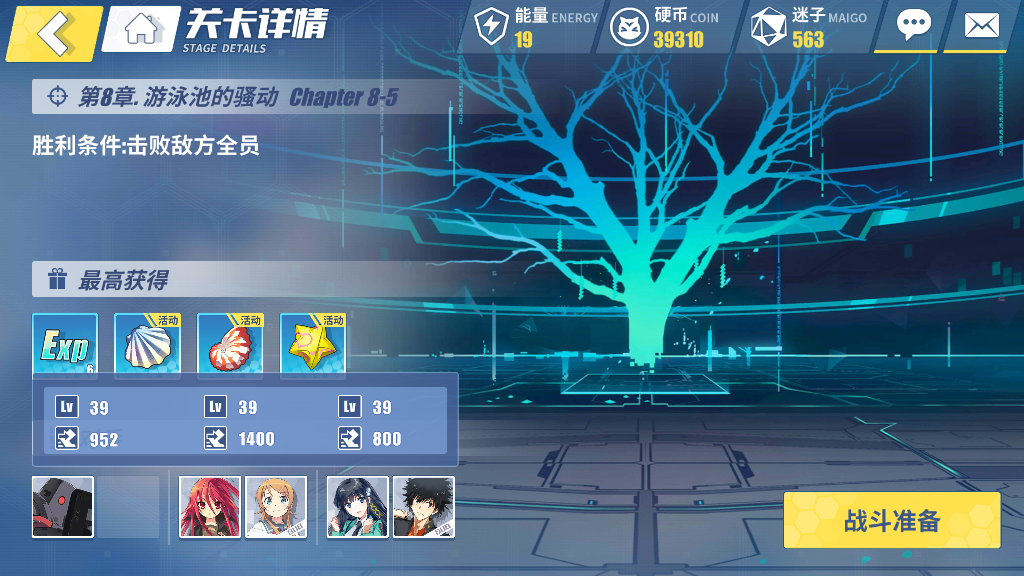 关卡详情
STAGE DETAILS
能量 ENERGY
19
硬币 COIN
39310
迷子 MAIGO
563
第8章. 游泳池的骚动 Chapter 8-5
胜利条件:击败敌方全员
最高获得
Exp
6
活动
活动
活动
Lv 39
Lv 39
Lv 39
952
1400
800
战斗准备